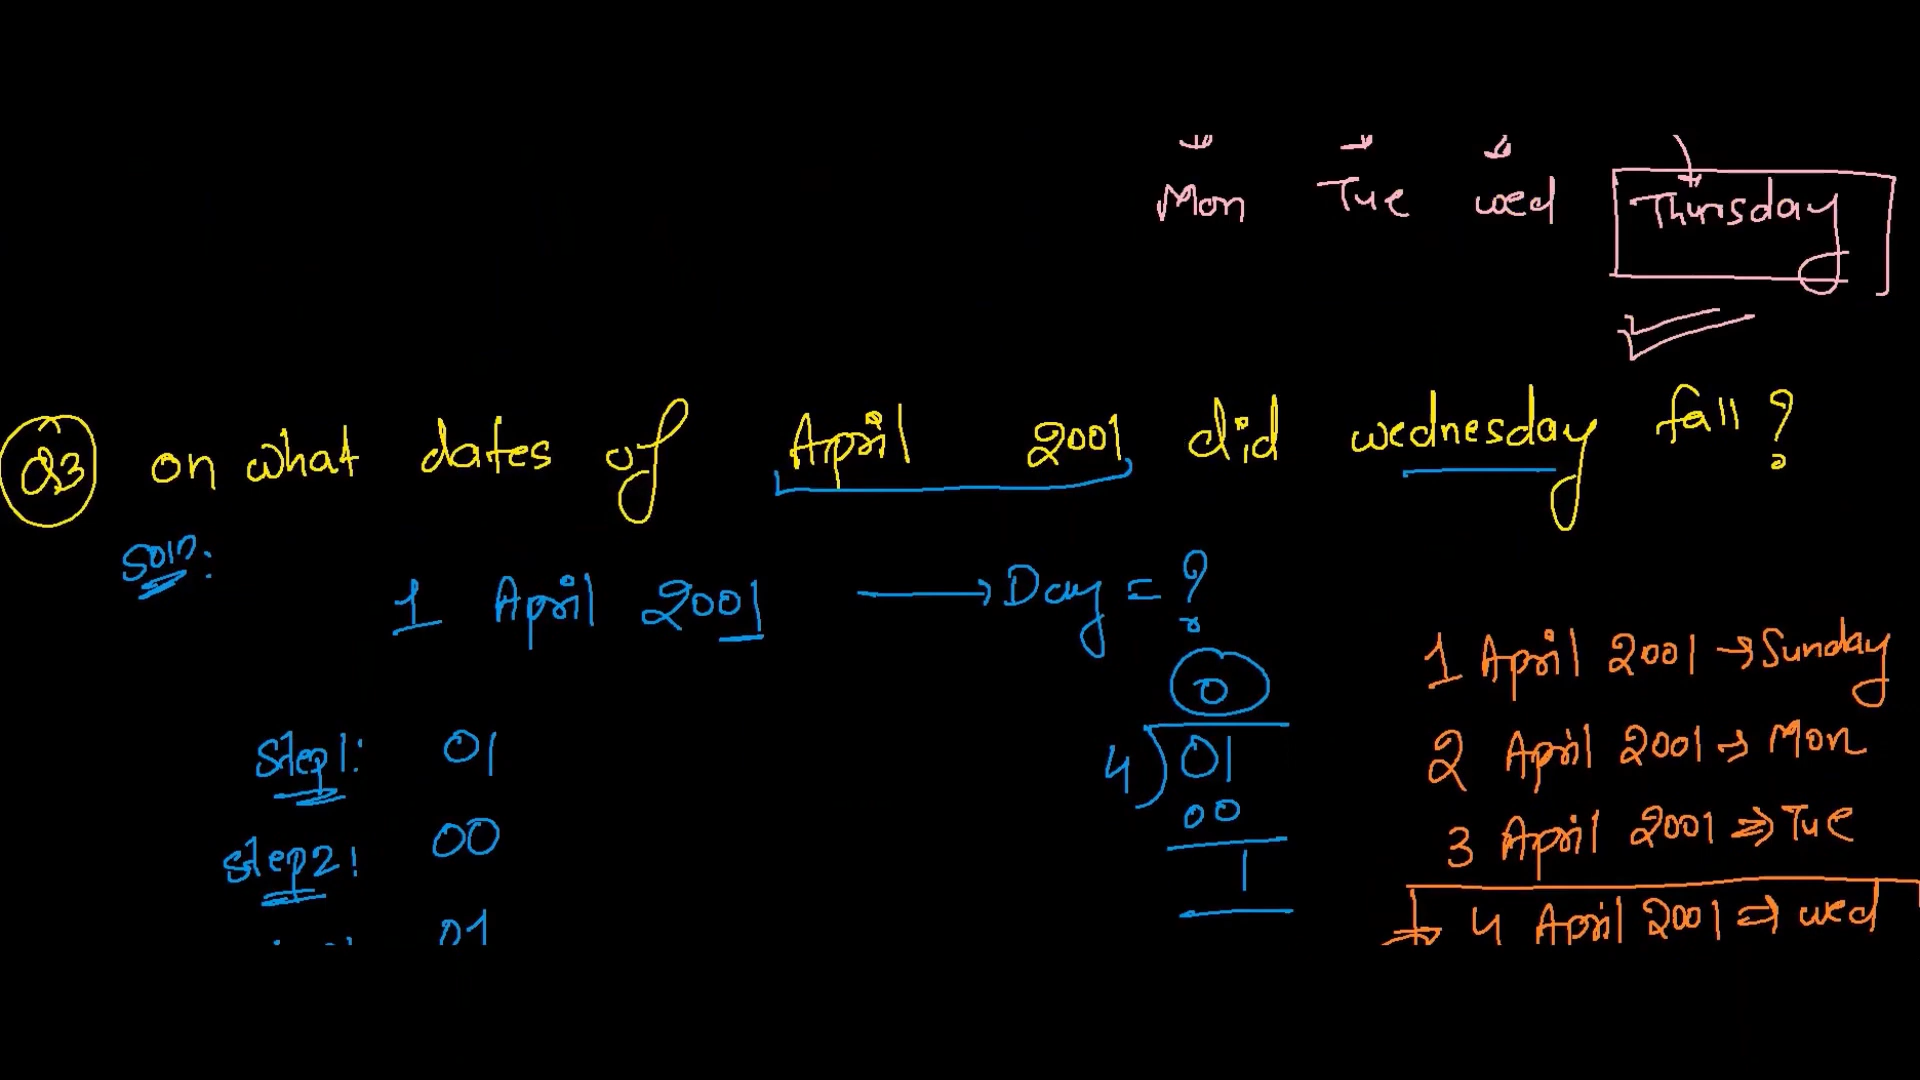 Mon Tue wed Thursday
Q3 on what dates of April 2001 did wednesday fall ?
Soln:
1 April 2001 → Day = ?
Step1: 01
Step2: 00
01
0
4)01
00
1
1 April 2001 → Sunday
2 April 2001 → Mon
3 April 2001 ⇒ Tue
4 April 2001 ⇒ wed